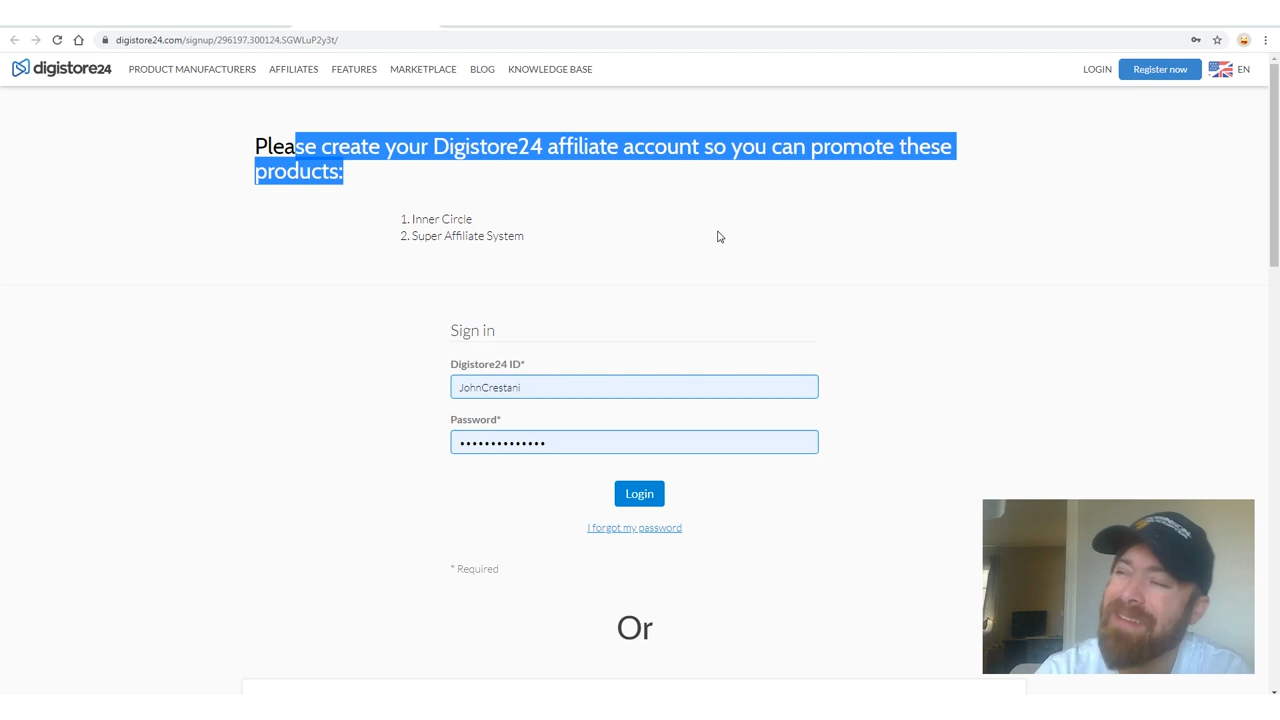 digistore24.com/signup/296197.300124.SGWLuP2y3t/
digistore24 PRODUCT MANUFACTURERS AFFILIATES FEATURES MARKETPLACE BLOG KNOWLEDGE BASE LOGIN Register now EN
Please create your Digistore24 affiliate account so you can promote these
products:
1. Inner Circle
2. Super Affiliate System
Sign in
Digistore24 ID*
JohnCrestani
Password*
••••••••••••••
Login
I forgot my password
* Required
Or